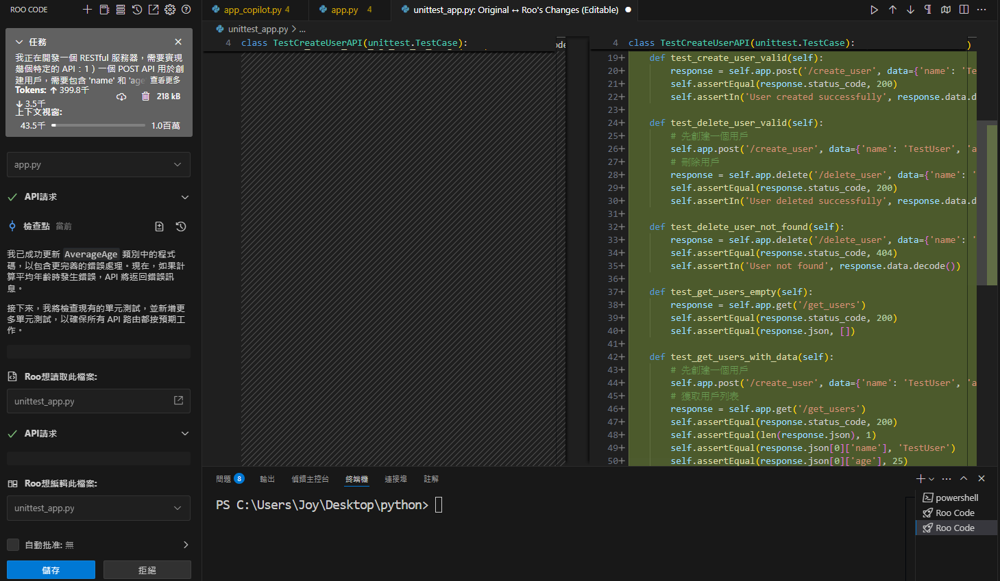 ROO CODE
任務
我正在開發一個 RESTful 服務器，需要實現
幾個特定的 API：1）一個 POST API 用於創
建用戶，需要包含 'name' 和 'age 查看更多
Tokens: ↑ 399.8千
↓ 3.5千
218 kB
上下文視窗:
43.5千 1.0百萬
app.py
API請求
檢查點 當前
我已成功更新 AverageAge 類別中的程式
碼，以包含更完善的錯誤處理。現在，如果計
算平均年齡時發生錯誤，API 將返回錯誤訊
息。
接下來，我將檢查現有的單元測試，並新增更
多單元測試，以確保所有 API 路由都按預期工
作。
Roo想讀取此檔案:
unittest_app.py
API請求
Roo想編輯此檔案:
unittest_app.py
自動批准: 無
儲存 拒絕
app_copilot.py 4 app.py 4 unittest_app.py: Original ↔ Roo's Changes (Editable) ●
unittest_app.py > ...
4 class TestCreateUserAPI(unittest.TestCase):
4 class TestCreateUserAPI(unittest.TestCase):
19+ def test_create_user_valid(self):
20+ response = self.app.post('/create_user', data={'name': 'Te
21+ self.assertEqual(response.status_code, 200)
22+ self.assertIn('User created successfully', response.data.d
23+
24+ def test_delete_user_valid(self):
25+ # 先創建一個用戶
26+ self.app.post('/create_user', data={'name': 'TestUser', 'a
27+ # 刪除用戶
28+ response = self.app.delete('/delete_user', data={'name': '
29+ self.assertEqual(response.status_code, 200)
30+ self.assertIn('User deleted successfully', response.data.d
31+
32+ def test_delete_user_not_found(self):
33+ response = self.app.delete('/delete_user', data={'name': '
34+ self.assertEqual(response.status_code, 404)
35+ self.assertIn('User not found', response.data.decode())
36+
37+ def test_get_users_empty(self):
38+ response = self.app.get('/get_users')
39+ self.assertEqual(response.status_code, 200)
40+ self.assertEqual(response.json, [])
41+
42+ def test_get_users_with_data(self):
43+ # 先創建一個用戶
44+ self.app.post('/create_user', data={'name': 'TestUser', 'a
45+ # 獲取用戶列表
46+ response = self.app.get('/get_users')
47+ self.assertEqual(response.status_code, 200)
48+ self.assertEqual(len(response.json), 1)
49+ self.assertEqual(response.json[0]['name'], 'TestUser')
50+ self.assertEqual(response.json[0]['age'], 25)
問題 8 輸出 偵錯主控台 終端機 連接埠 註解
PS C:\Users\Joy\Desktop\python>
powershell
Roo Code
Roo Code